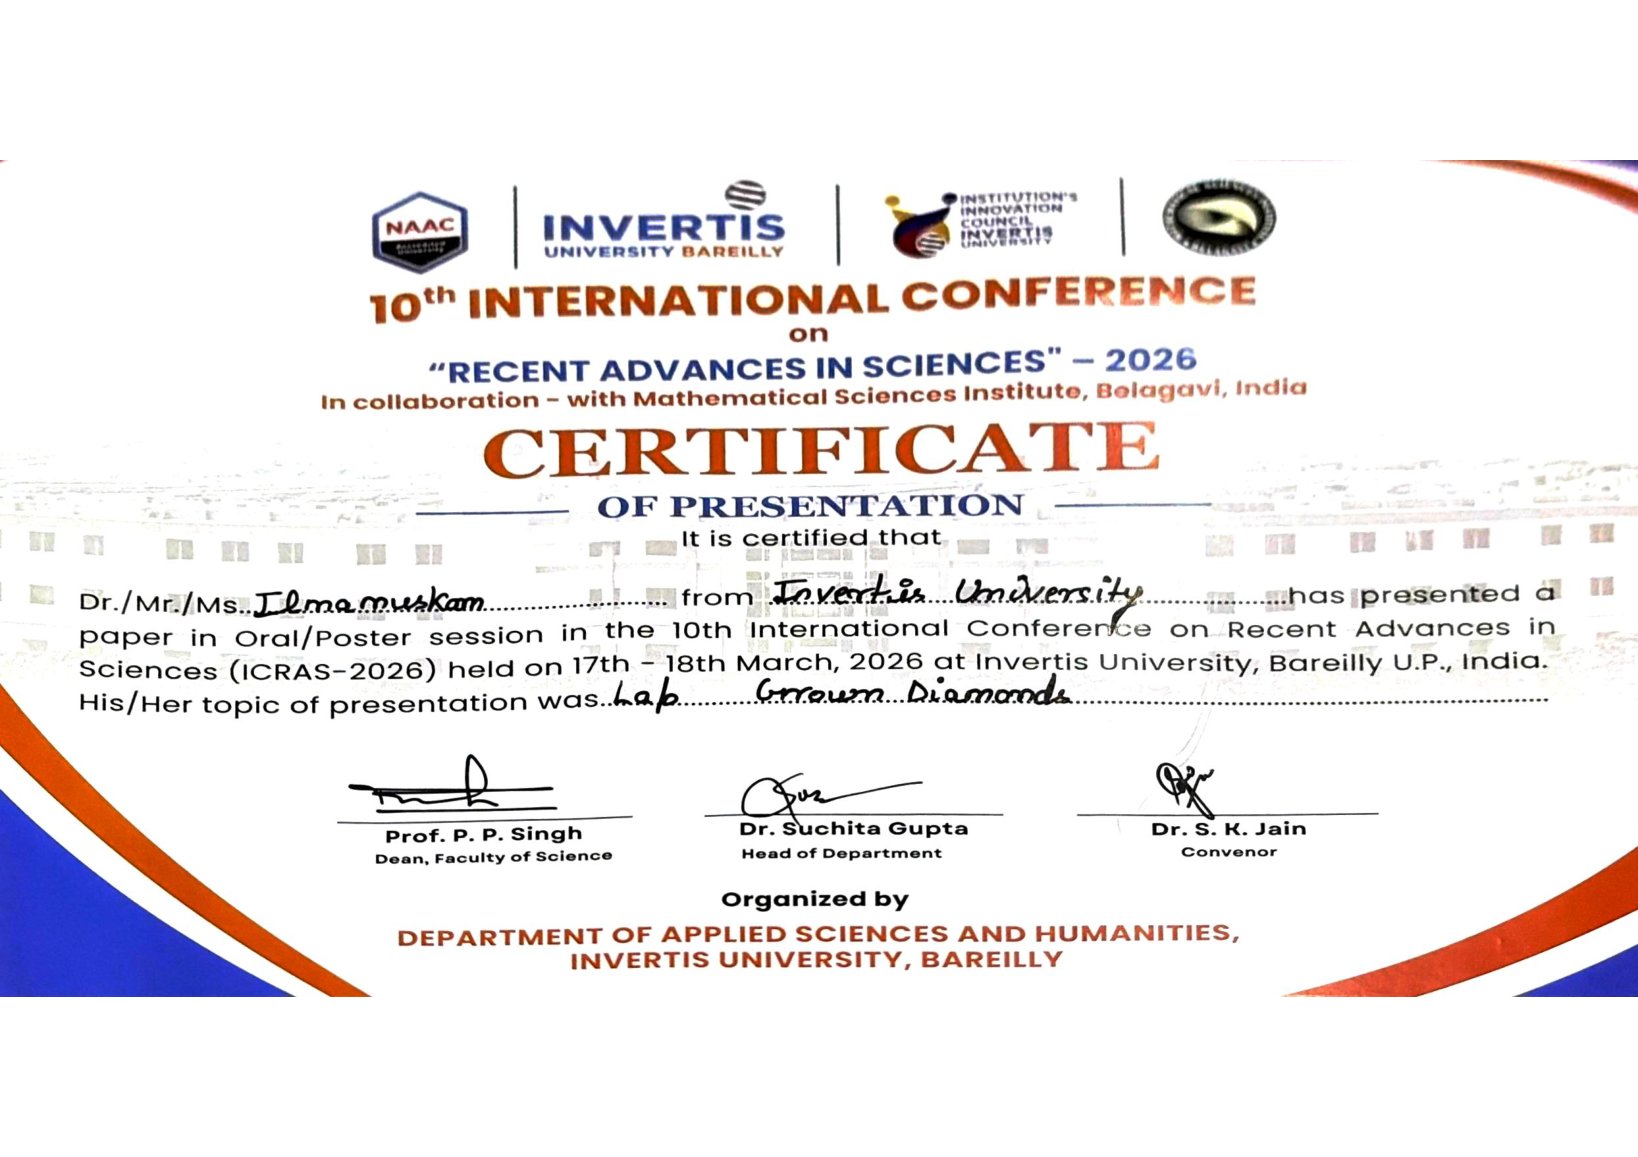 NAAC
Accredited
University
INVERTIS
UNIVERSITY BAREILLY
INSTITUTION'S
INNOVATION
COUNCIL
INVERTIS
UNIVERSITY
10th INTERNATIONAL CONFERENCE
on
"RECENT ADVANCES IN SCIENCES" – 2026
In collaboration – with Mathematical Sciences Institute, Belagavi, India
CERTIFICATE
OF PRESENTATION
It is certified that
Dr./Mr./Ms. Ilmamuskam from Invertis University has presented a
paper in Oral/Poster session in the 10th International Conference on Recent Advances in
Sciences (ICRAS-2026) held on 17th – 18th March, 2026 at Invertis University, Bareilly U.P., India.
His/Her topic of presentation was Lab Grrown Diamonds
Prof. P. P. Singh
Dean, Faculty of Science
Dr. Suchita Gupta
Head of Department
Dr. S. K. Jain
Convenor
Organized by
DEPARTMENT OF APPLIED SCIENCES AND HUMANITIES,
INVERTIS UNIVERSITY, BAREILLY